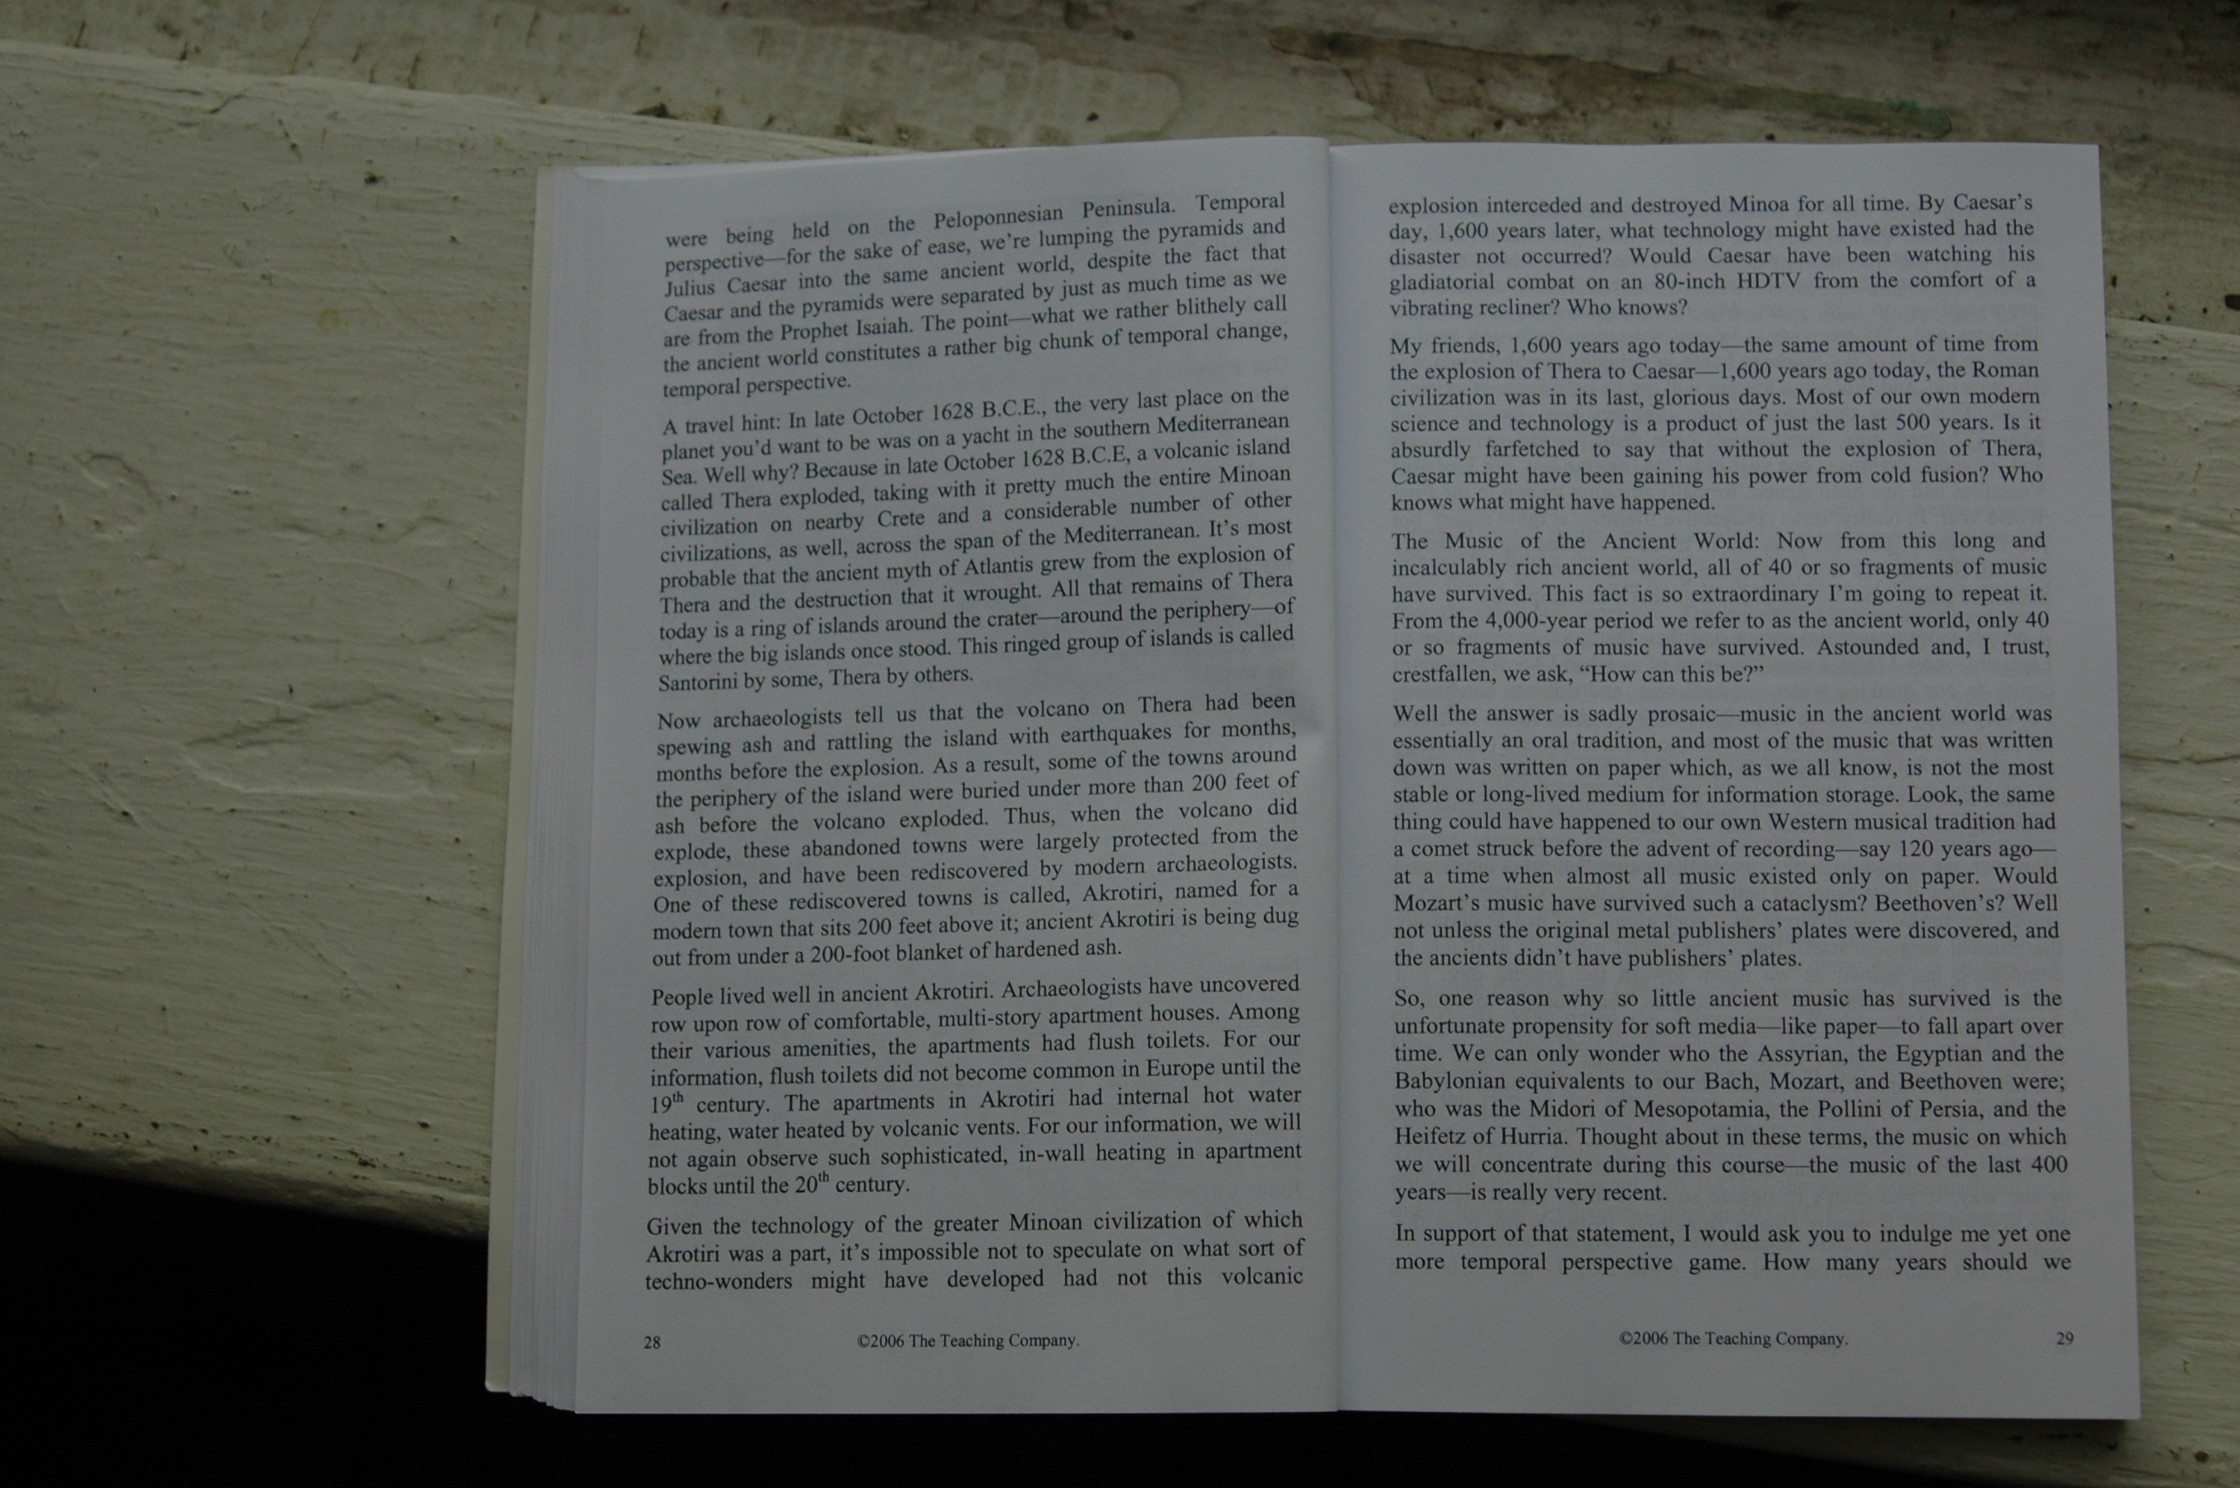 were being held on the Peloponnesian Peninsula. Temporal
perspective—for the sake of ease, we're lumping the pyramids and
Julius Caesar into the same ancient world, despite the fact that
Caesar and the pyramids were separated by just as much time as we
are from the Prophet Isaiah. The point—what we rather blithely call
the ancient world constitutes a rather big chunk of temporal change,
temporal perspective.
A travel hint: In late October 1628 B.C.E., the very last place on the
planet you'd want to be was on a yacht in the southern Mediterranean
Sea. Well why? Because in late October 1628 B.C.E, a volcanic island
called Thera exploded, taking with it pretty much the entire Minoan
civilization on nearby Crete and a considerable number of other
civilizations, as well, across the span of the Mediterranean. It's most
probable that the ancient myth of Atlantis grew from the explosion of
Thera and the destruction that it wrought. All that remains of Thera
today is a ring of islands around the crater—around the periphery—of
where the big islands once stood. This ringed group of islands is called
Santorini by some, Thera by others.
Now archaeologists tell us that the volcano on Thera had been
spewing ash and rattling the island with earthquakes for months,
months before the explosion. As a result, some of the towns around
the periphery of the island were buried under more than 200 feet of
ash before the volcano exploded. Thus, when the volcano did
explode, these abandoned towns were largely protected from the
explosion, and have been rediscovered by modern archaeologists.
One of these rediscovered towns is called, Akrotiri, named for a
modern town that sits 200 feet above it; ancient Akrotiri is being dug
out from under a 200-foot blanket of hardened ash.
People lived well in ancient Akrotiri. Archaeologists have uncovered
row upon row of comfortable, multi-story apartment houses. Among
their various amenities, the apartments had flush toilets. For our
information, flush toilets did not become common in Europe until the
19th century. The apartments in Akrotiri had internal hot water
heating, water heated by volcanic vents. For our information, we will
not again observe such sophisticated, in-wall heating in apartment
blocks until the 20th century.
Given the technology of the greater Minoan civilization of which
Akrotiri was a part, it's impossible not to speculate on what sort of
techno-wonders might have developed had not this volcanic
28 ©2006 The Teaching Company.
explosion interceded and destroyed Minoa for all time. By Caesar's
day, 1,600 years later, what technology might have existed had the
disaster not occurred? Would Caesar have been watching his
gladiatorial combat on an 80-inch HDTV from the comfort of a
vibrating recliner? Who knows?
My friends, 1,600 years ago today—the same amount of time from
the explosion of Thera to Caesar—1,600 years ago today, the Roman
civilization was in its last, glorious days. Most of our own modern
science and technology is a product of just the last 500 years. Is it
absurdly farfetched to say that without the explosion of Thera,
Caesar might have been gaining his power from cold fusion? Who
knows what might have happened.
The Music of the Ancient World: Now from this long and
incalculably rich ancient world, all of 40 or so fragments of music
have survived. This fact is so extraordinary I'm going to repeat it.
From the 4,000-year period we refer to as the ancient world, only 40
or so fragments of music have survived. Astounded and, I trust,
crestfallen, we ask, “How can this be?”
Well the answer is sadly prosaic—music in the ancient world was
essentially an oral tradition, and most of the music that was written
down was written on paper which, as we all know, is not the most
stable or long-lived medium for information storage. Look, the same
thing could have happened to our own Western musical tradition had
a comet struck before the advent of recording—say 120 years ago—
at a time when almost all music existed only on paper. Would
Mozart's music have survived such a cataclysm? Beethoven's? Well
not unless the original metal publishers' plates were discovered, and
the ancients didn't have publishers' plates.
So, one reason why so little ancient music has survived is the
unfortunate propensity for soft media—like paper—to fall apart over
time. We can only wonder who the Assyrian, the Egyptian and the
Babylonian equivalents to our Bach, Mozart, and Beethoven were;
who was the Midori of Mesopotamia, the Pollini of Persia, and the
Heifetz of Hurria. Thought about in these terms, the music on which
we will concentrate during this course—the music of the last 400
years—is really very recent.
In support of that statement, I would ask you to indulge me yet one
more temporal perspective game. How many years should we
©2006 The Teaching Company. 29